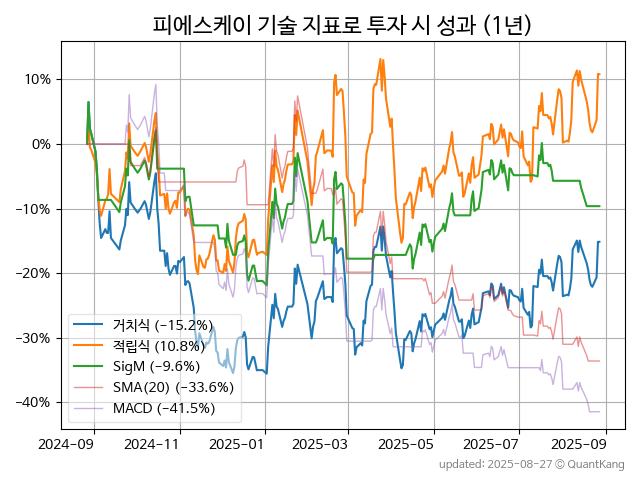 피에스케이 기술 지표로 투자 시 성과 (1년)
10%
0%
−10%
−20%
−30%
−40%
거치식 (−15.2%)
적립식 (10.8%)
SigM (−9.6%)
SMA(20) (−33.6%)
MACD (−41.5%)
2024-09 2024-11 2025-01 2025-03 2025-05 2025-07 2025-09
updated: 2025-08-27 © QuantKang